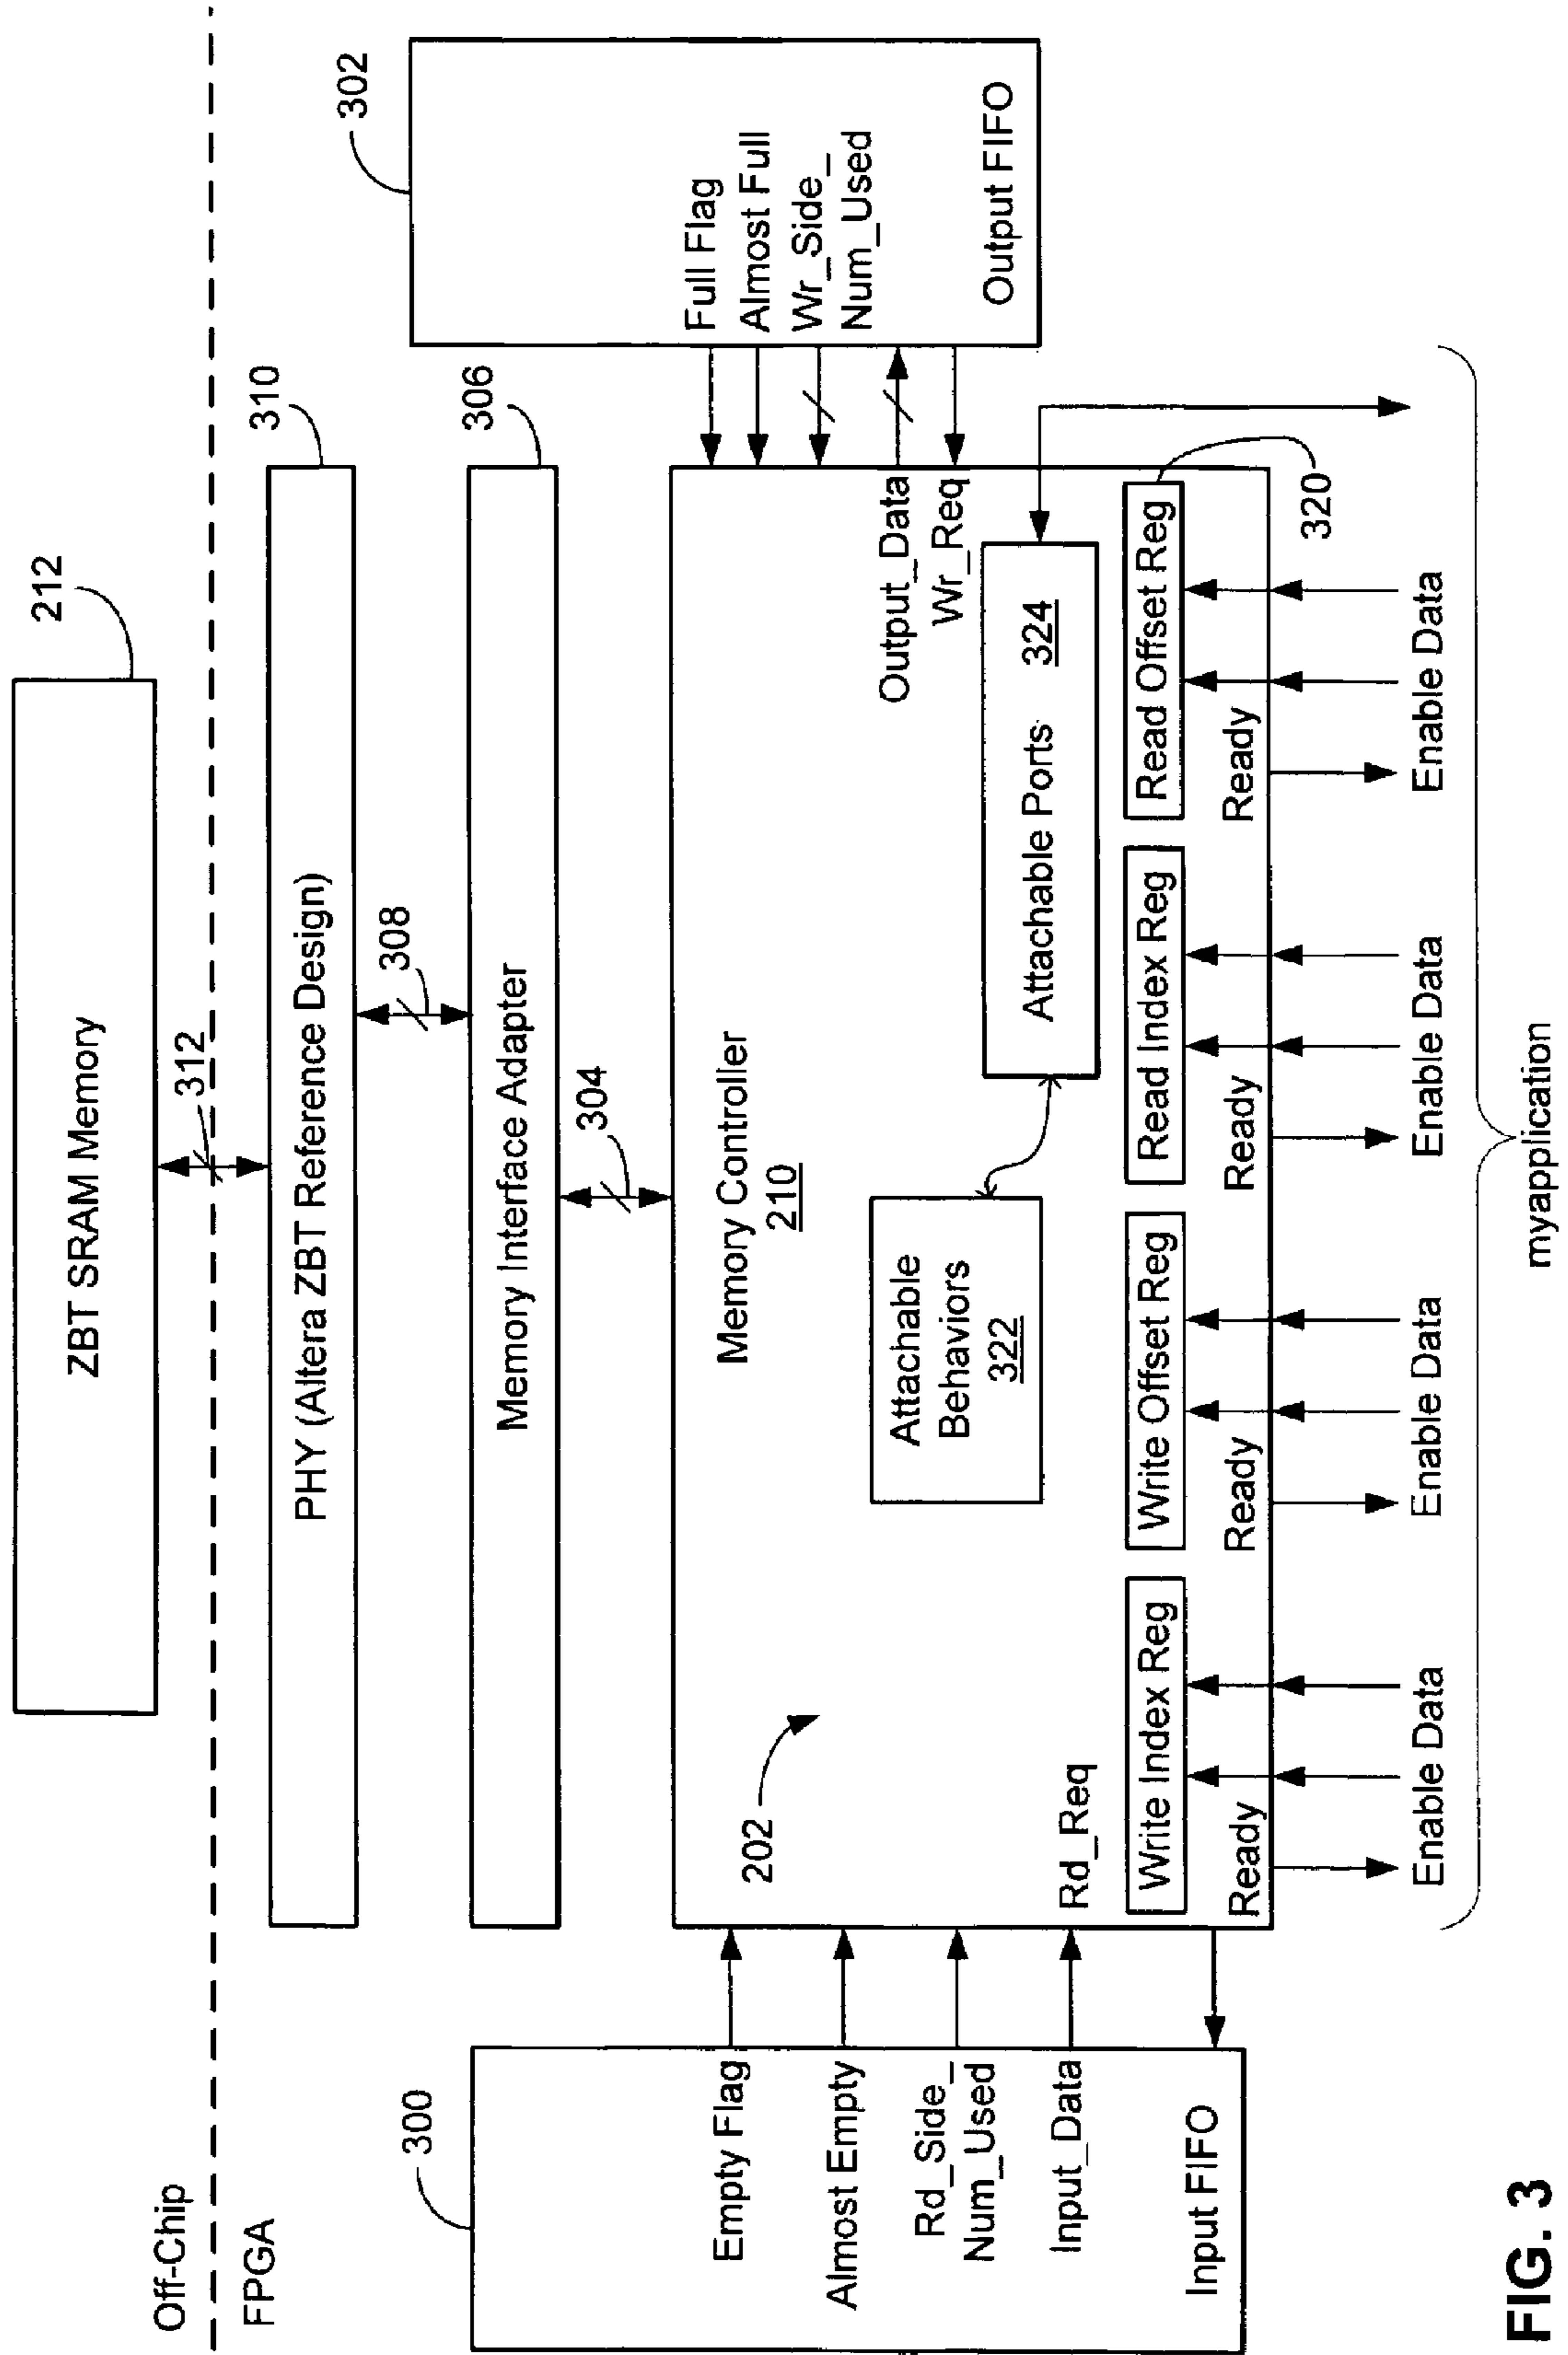 Off-Chip
FPGA
ZBT SRAM Memory
212
312
PHY (Altera ZBT Reference Design)
310
308
Memory Interface Adapter
306
304
300
Empty Flag
Almost Empty
Rd_Side_
Num_Used
Input_Data
Input FIFO
202
Memory Controller
210
Attachable
Behaviors
322
Attachable Ports 324
Rd_Req
Output_Data
Wr_Req
302
Full Flag
Almost Full
Wr_Side_
Num_Used
Output FIFO
Write Index Reg
Write Offset Reg
Read Index Reg
Read Offset Reg
Ready
Ready
Ready
Ready
320
Enable Data
Enable Data
Enable Data
Enable Data
myapplication
FIG. 3